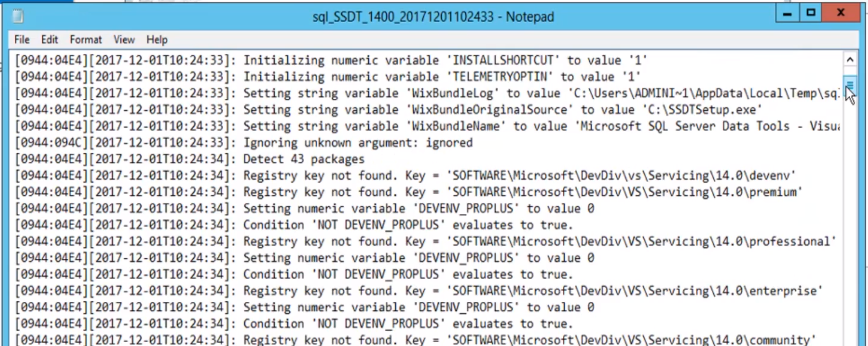 sql_SSDT_1400_20171201102433 - Notepad
File Edit Format View Help
[0944:04E4][2017-12-01T10:24:33]: Initializing numeric variable 'INSTALLSHORTCUT' to value '1'
[0944:04E4][2017-12-01T10:24:33]: Initializing numeric variable 'TELEMETRYOPTIN' to value '1'
[0944:04E4][2017-12-01T10:24:33]: Setting string variable 'WixBundleLog' to value 'C:\Users\ADMINI~1\AppData\Local\Temp\sql
[0944:04E4][2017-12-01T10:24:33]: Setting string variable 'WixBundleOriginalSource' to value 'C:\SSDTSetup.exe'
[0944:04E4][2017-12-01T10:24:33]: Setting string variable 'WixBundleName' to value 'Microsoft SQL Server Data Tools - Visua
[0944:094C][2017-12-01T10:24:33]: Ignoring unknown argument: ignored
[0944:04E4][2017-12-01T10:24:34]: Detect 43 packages
[0944:04E4][2017-12-01T10:24:34]: Registry key not found. Key = 'SOFTWARE\Microsoft\DevDiv\vs\Servicing\14.0\devenv'
[0944:04E4][2017-12-01T10:24:34]: Registry key not found. Key = 'SOFTWARE\Microsoft\DevDiv\VS\Servicing\14.0\premium'
[0944:04E4][2017-12-01T10:24:34]: Setting numeric variable 'DEVENV_PROPLUS' to value 0
[0944:04E4][2017-12-01T10:24:34]: Condition 'NOT DEVENV_PROPLUS' evaluates to true.
[0944:04E4][2017-12-01T10:24:34]: Registry key not found. Key = 'SOFTWARE\Microsoft\DevDiv\VS\Servicing\14.0\professional'
[0944:04E4][2017-12-01T10:24:34]: Setting numeric variable 'DEVENV_PROPLUS' to value 0
[0944:04E4][2017-12-01T10:24:34]: Condition 'NOT DEVENV_PROPLUS' evaluates to true.
[0944:04E4][2017-12-01T10:24:34]: Registry key not found. Key = 'SOFTWARE\Microsoft\DevDiv\VS\Servicing\14.0\enterprise'
[0944:04E4][2017-12-01T10:24:34]: Setting numeric variable 'DEVENV_PROPLUS' to value 0
[0944:04E4][2017-12-01T10:24:34]: Condition 'NOT DEVENV_PROPLUS' evaluates to true.
[0944:04E4][2017-12-01T10:24:34]: Registry key not found. Key = 'SOFTWARE\Microsoft\DevDiv\VS\Servicing\14.0\community'